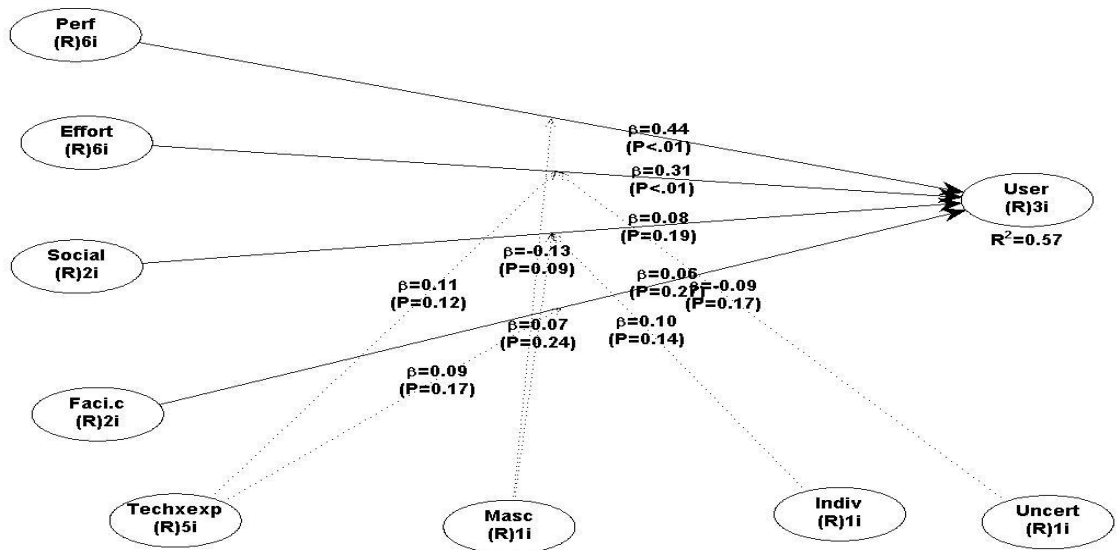 Perf
(R)6i
Effort
(R)6i
β=0.44
(P<.01)
β=0.31
(P<.01)
User
(R)3i
R²=0.57
Social
(R)2i
β=0.08
(P=0.19)
β=-0.13
(P=0.09)
β=0.11
(P=0.12)
β=0.06
(P=0.27)
β=-0.09
(P=0.17)
β=0.07
(P=0.24)
β=0.10
(P=0.14)
β=0.09
(P=0.17)
Faci.c
(R)2i
Techxexp
(R)5i
Masc
(R)1i
Indiv
(R)1i
Uncert
(R)1i